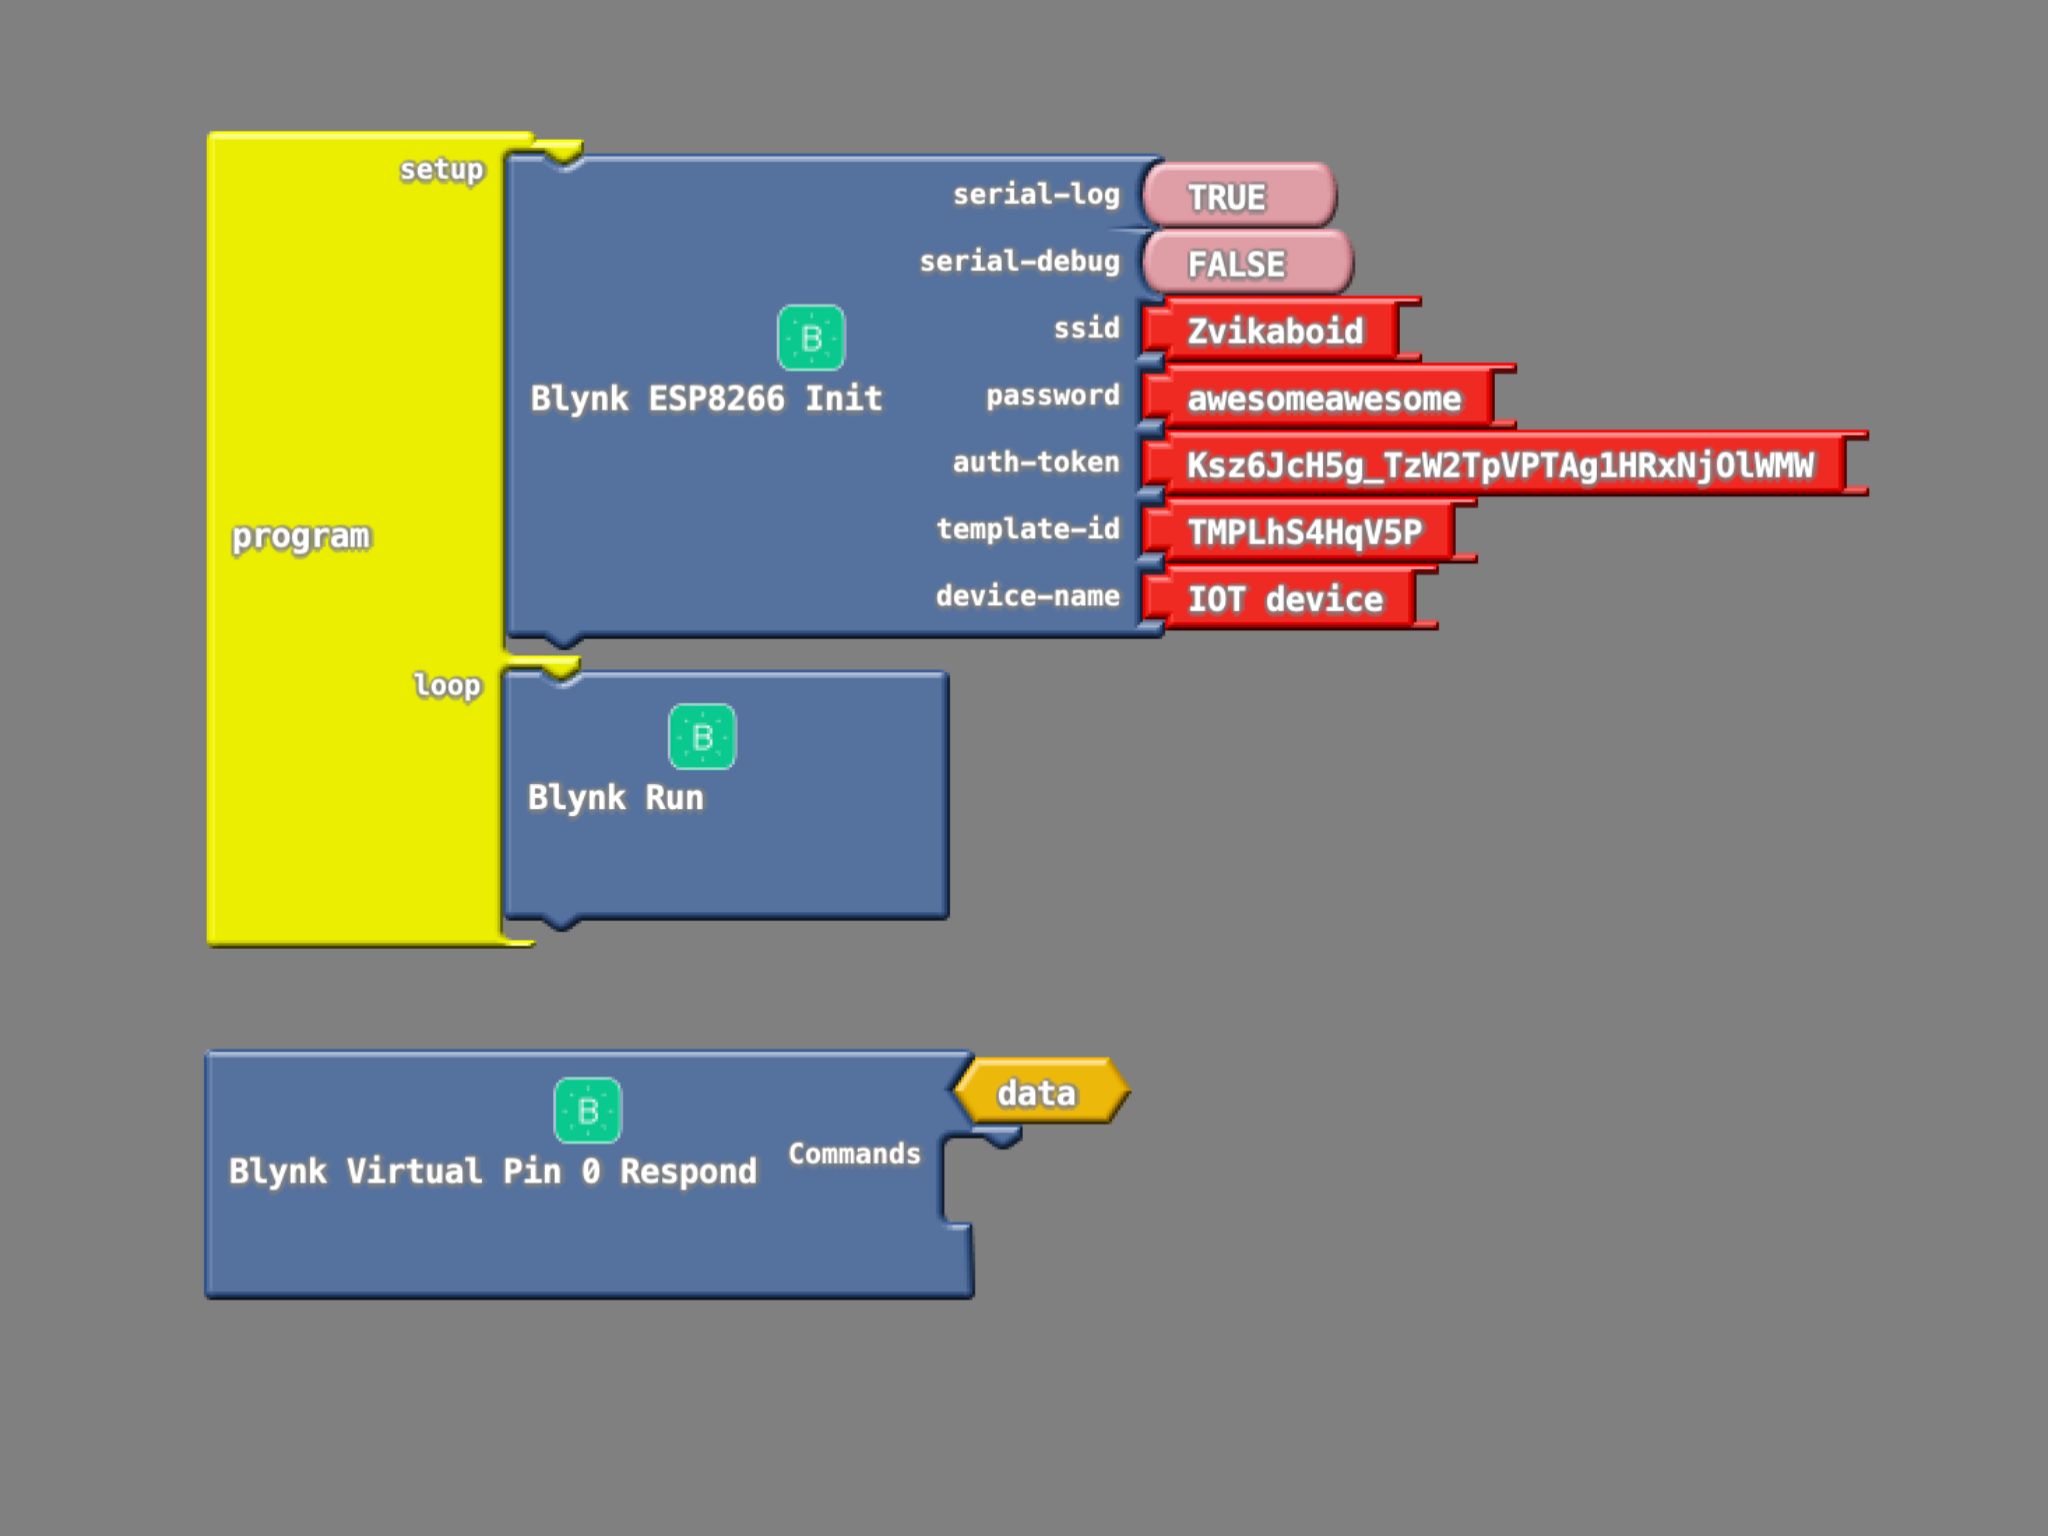 setup
serial-log TRUE
serial-debug FALSE
ssid Zvikaboid
B
Blynk ESP8266 Init
password awesomeawesome
auth-token Ksz6JcH5g_TzW2TpVPTAg1HRxNjOlWMW
program
template-id TMPLhS4HqV5P
device-name IOT device
loop
B
Blynk Run
data
B
Blynk Virtual Pin 0 Respond
Commands